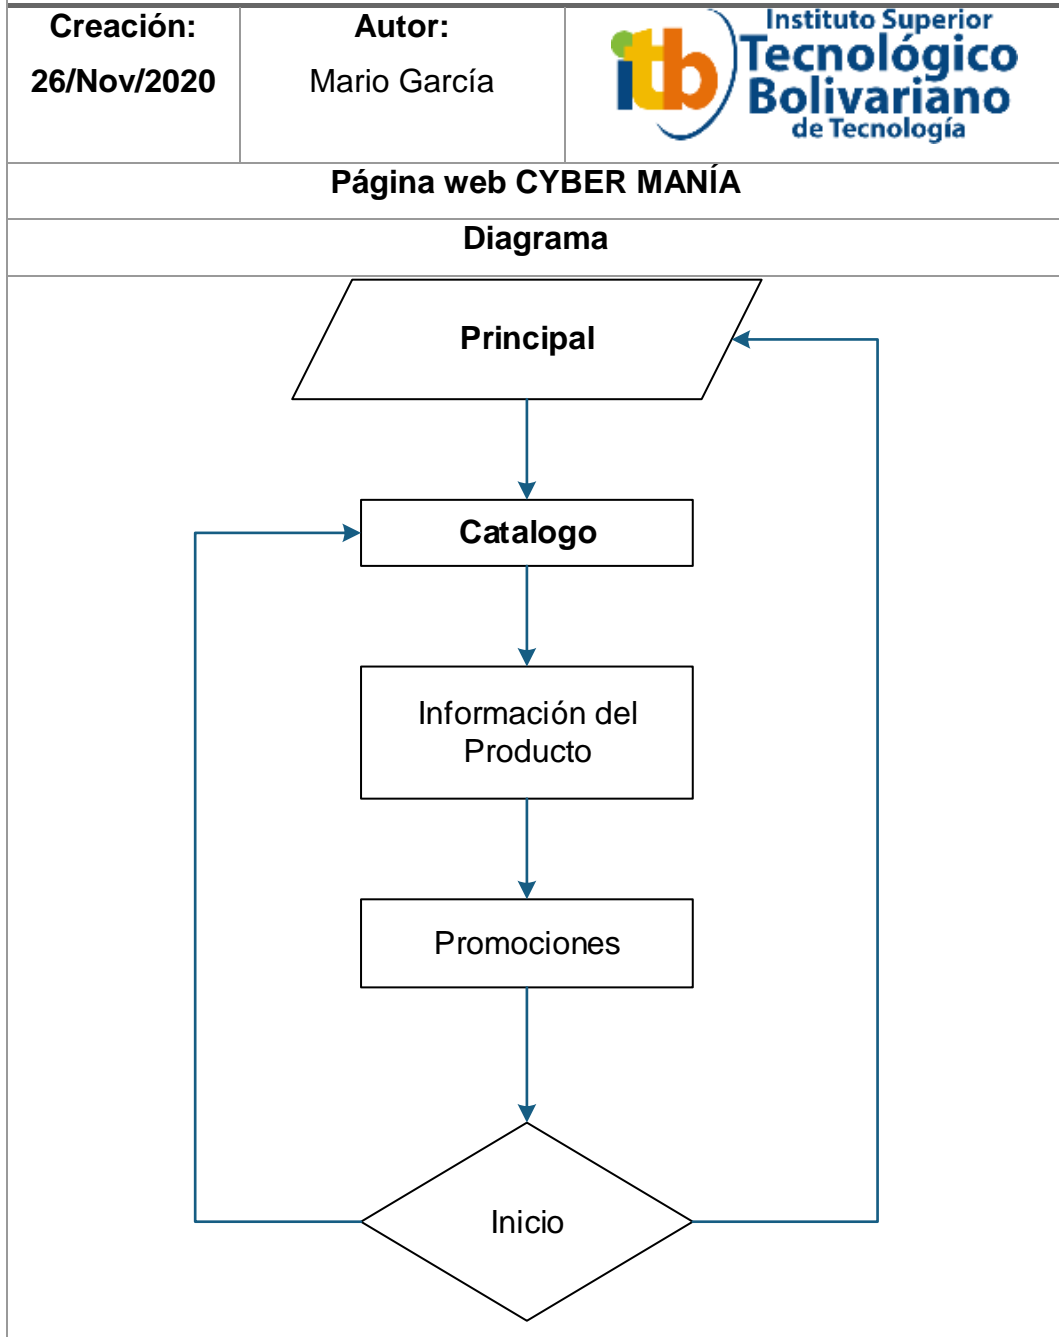 Creación:
26/Nov/2020
Autor:
Mario García
itb
Instituto Superior
Tecnológico
Bolivariano
de Tecnología
Página web CYBER MANÍA
Diagrama
Principal
Catalogo
Información del
Producto
Promociones
Inicio